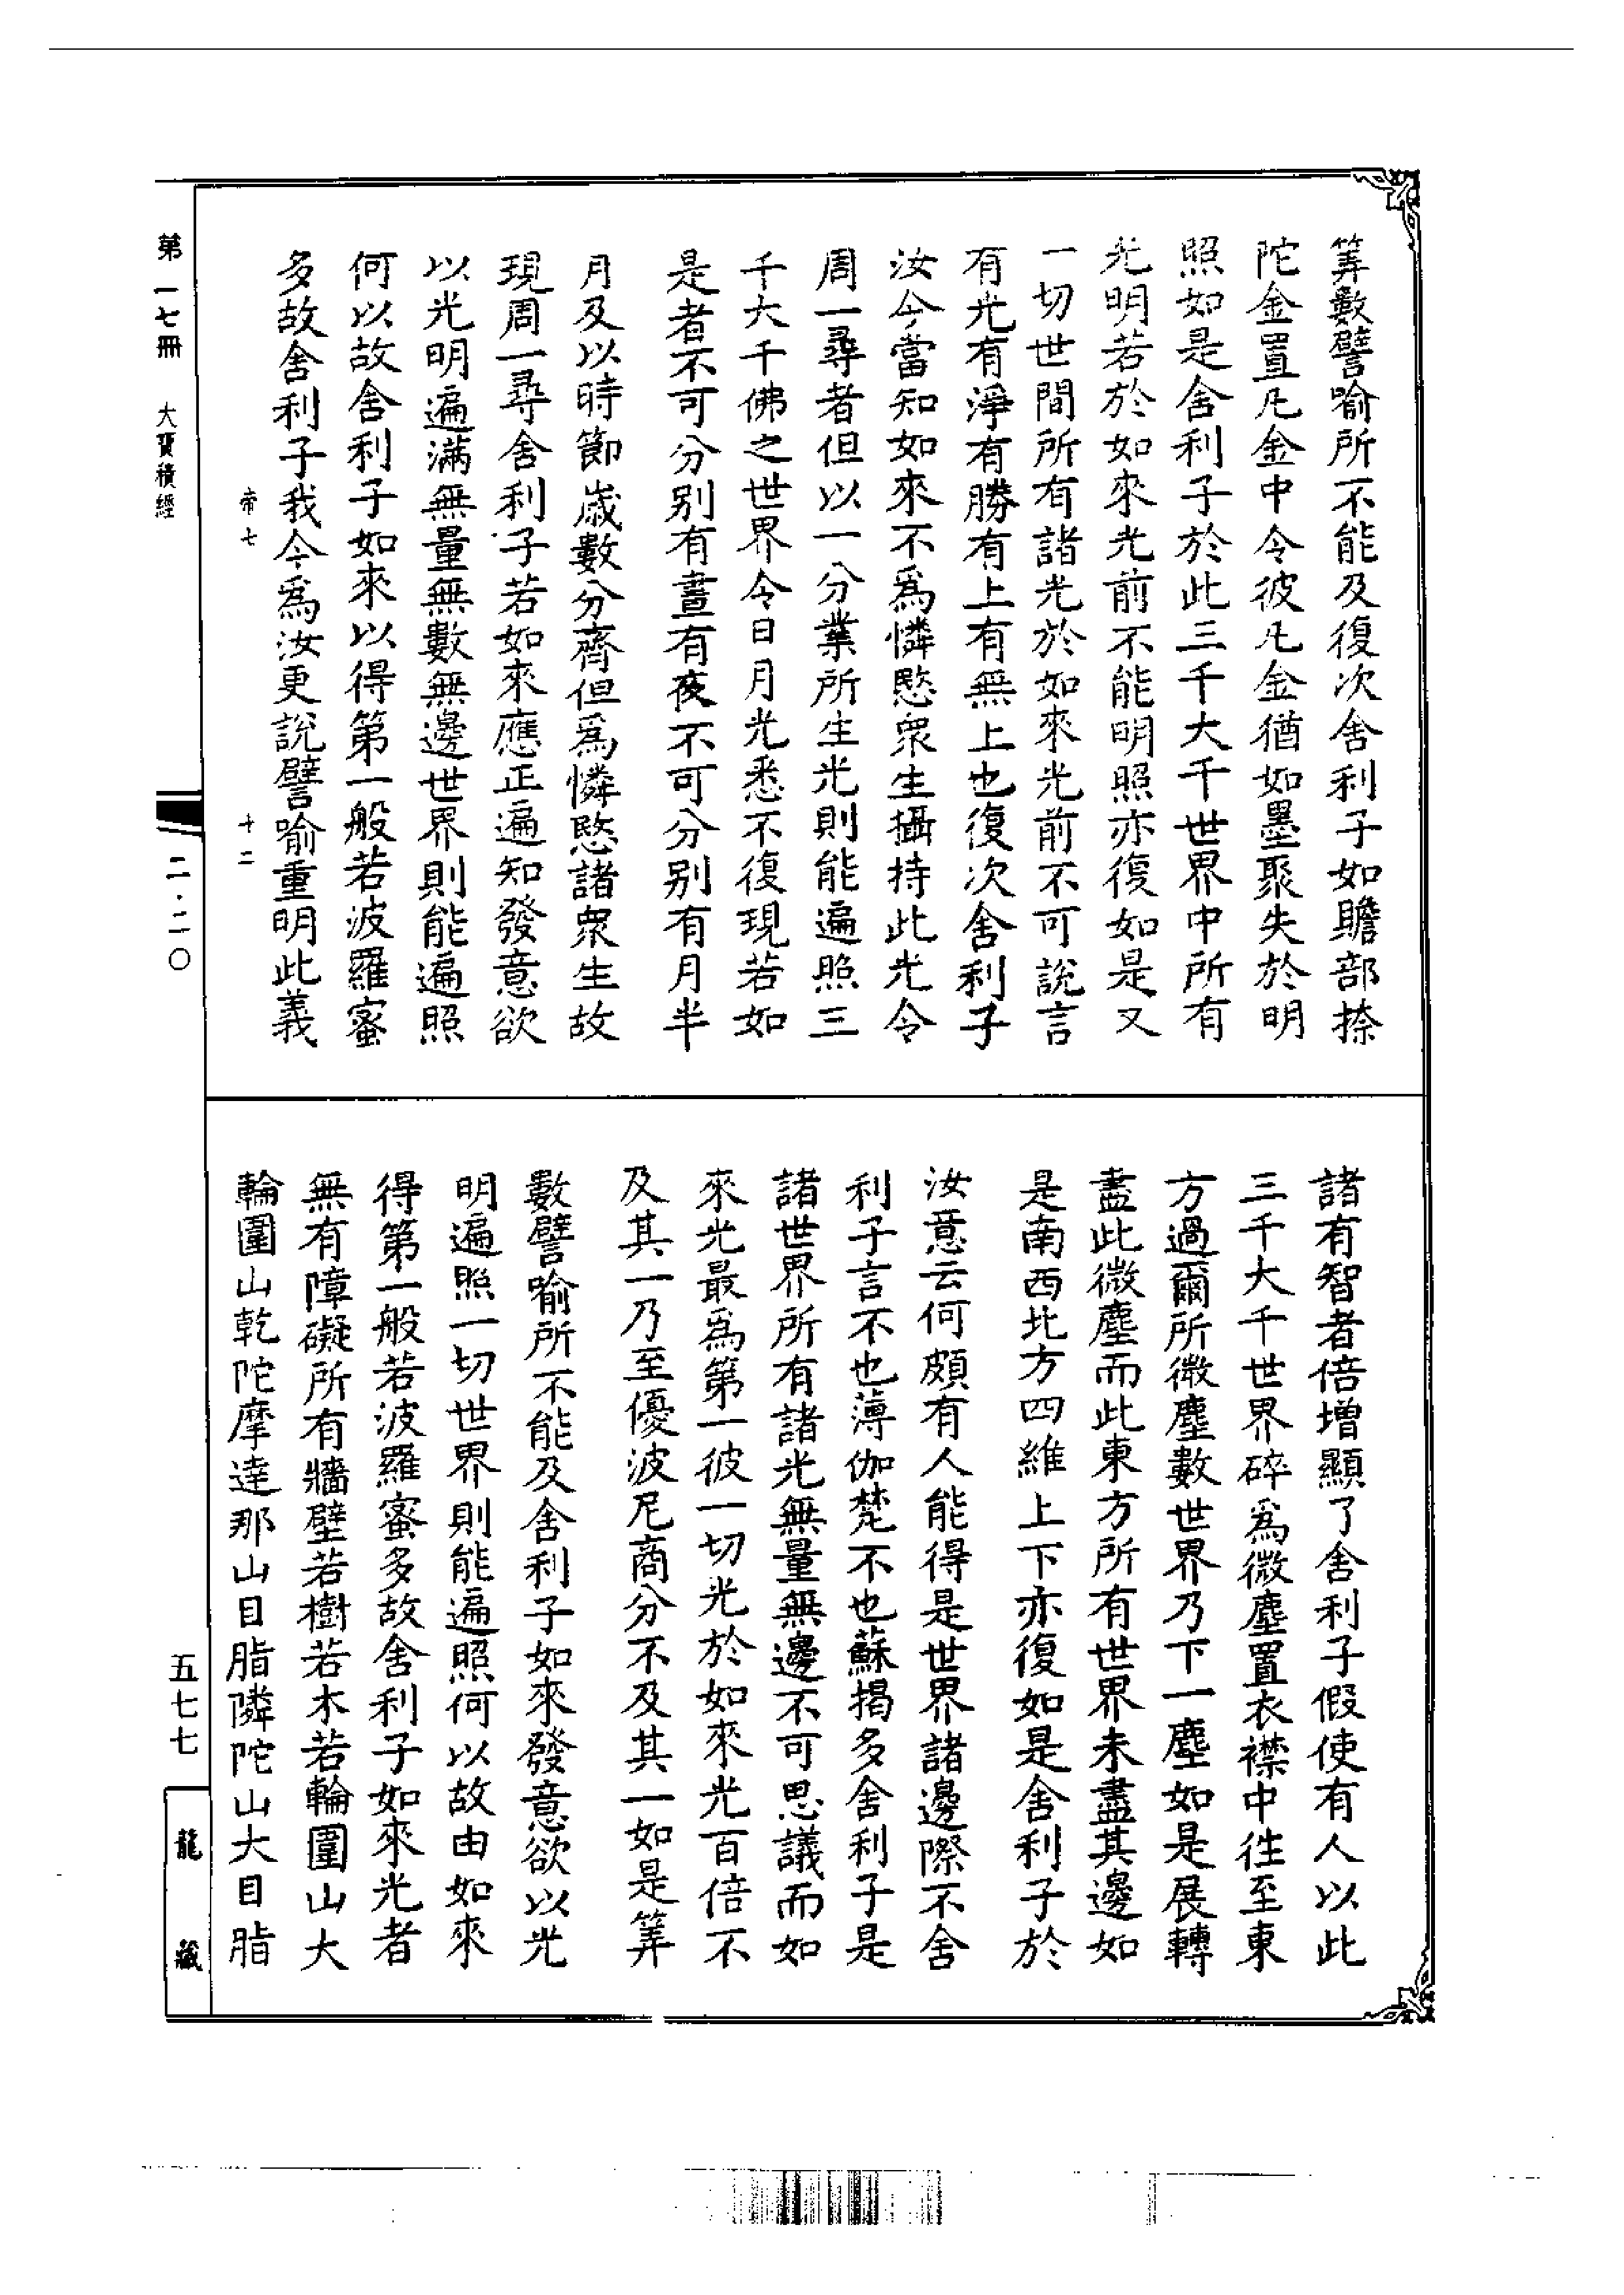 筭數譬喻所不能及復次舍利子如贍部捺
陀金置凡金中令彼凡金猶如墨聚失於明
照如是舍利子於此三千大千世界中所有
光明若於如來光前不能明照亦復如是又
一切世間所有諸光於如來光前不可說言
有光有淨有勝有上有無上也復次舍利子
汝今當知如來不為憐愍衆生攝持此光令
周一尋者但以一分業所生光則能遍照三
千大千佛之世界令日月光悉不復現若如
是者不可分別有晝有夜不可分別有月半
月及以時節歲數分齊但為憐愍諸衆生故
現周一尋舍利子若如來應正遍知發意欲
以光明遍滿無量無數無邊世界則能遍照
何以故舍利子如來以得第一般若波羅蜜
多故舍利子我今為汝更說譬喻重明此義
帝七 十二
諸有智者倍增顯了舍利子假使有人以此
三千大千世界碎為微塵置衣襟中往至東
方過爾所微塵數世界乃下一塵如是展轉
盡此微塵而此東方所有世界未盡其邊如
是南西北方四維上下亦復如是舍利子於
汝意云何頗有人能得是世界諸邊際不舍
利子言不也薄伽梵不也蘇揭多舍利子是
諸世界所有諸光無量無邊不可思議而如
來光最為第一彼一切光於如來光百倍不
及其一乃至優波尼商分不及其一如是筭
數譬喻所不能及舍利子如來發意欲以光
明遍照一切世界則能遍照何以故由如來
得第一般若波羅蜜多故舍利子如來光者
無有障礙所有牆壁若樹若木若輪圍山大
輪圍山乾陀摩達那山目脂隣陀山大目脂
第一七冊 大寶積經
二·二〇
五七七
龍藏